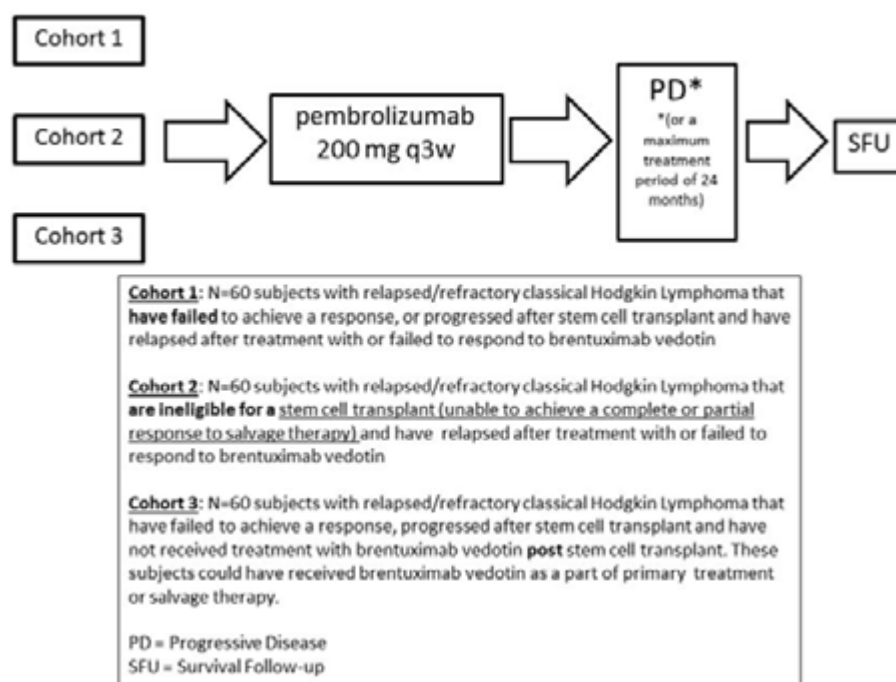 Cohort 1
Cohort 2
Cohort 3
pembrolizumab
200 mg q3w
PD*
*(or a
maximum
treatment
period of 24
months)
SFU
Cohort 1: N=60 subjects with relapsed/refractory classical Hodgkin Lymphoma that
have failed to achieve a response, or progressed after stem cell transplant and have
relapsed after treatment with or failed to respond to brentuximab vedotin
Cohort 2: N=60 subjects with relapsed/refractory classical Hodgkin Lymphoma that
are ineligible for a stem cell transplant (unable to achieve a complete or partial
response to salvage therapy) and have relapsed after treatment with or failed to
respond to brentuximab vedotin
Cohort 3: N=60 subjects with relapsed/refractory classical Hodgkin Lymphoma that
have failed to achieve a response, progressed after stem cell transplant and have
not received treatment with brentuximab vedotin post stem cell transplant. These
subjects could have received brentuximab vedotin as a part of primary treatment
or salvage therapy.
PD = Progressive Disease
SFU = Survival Follow-up